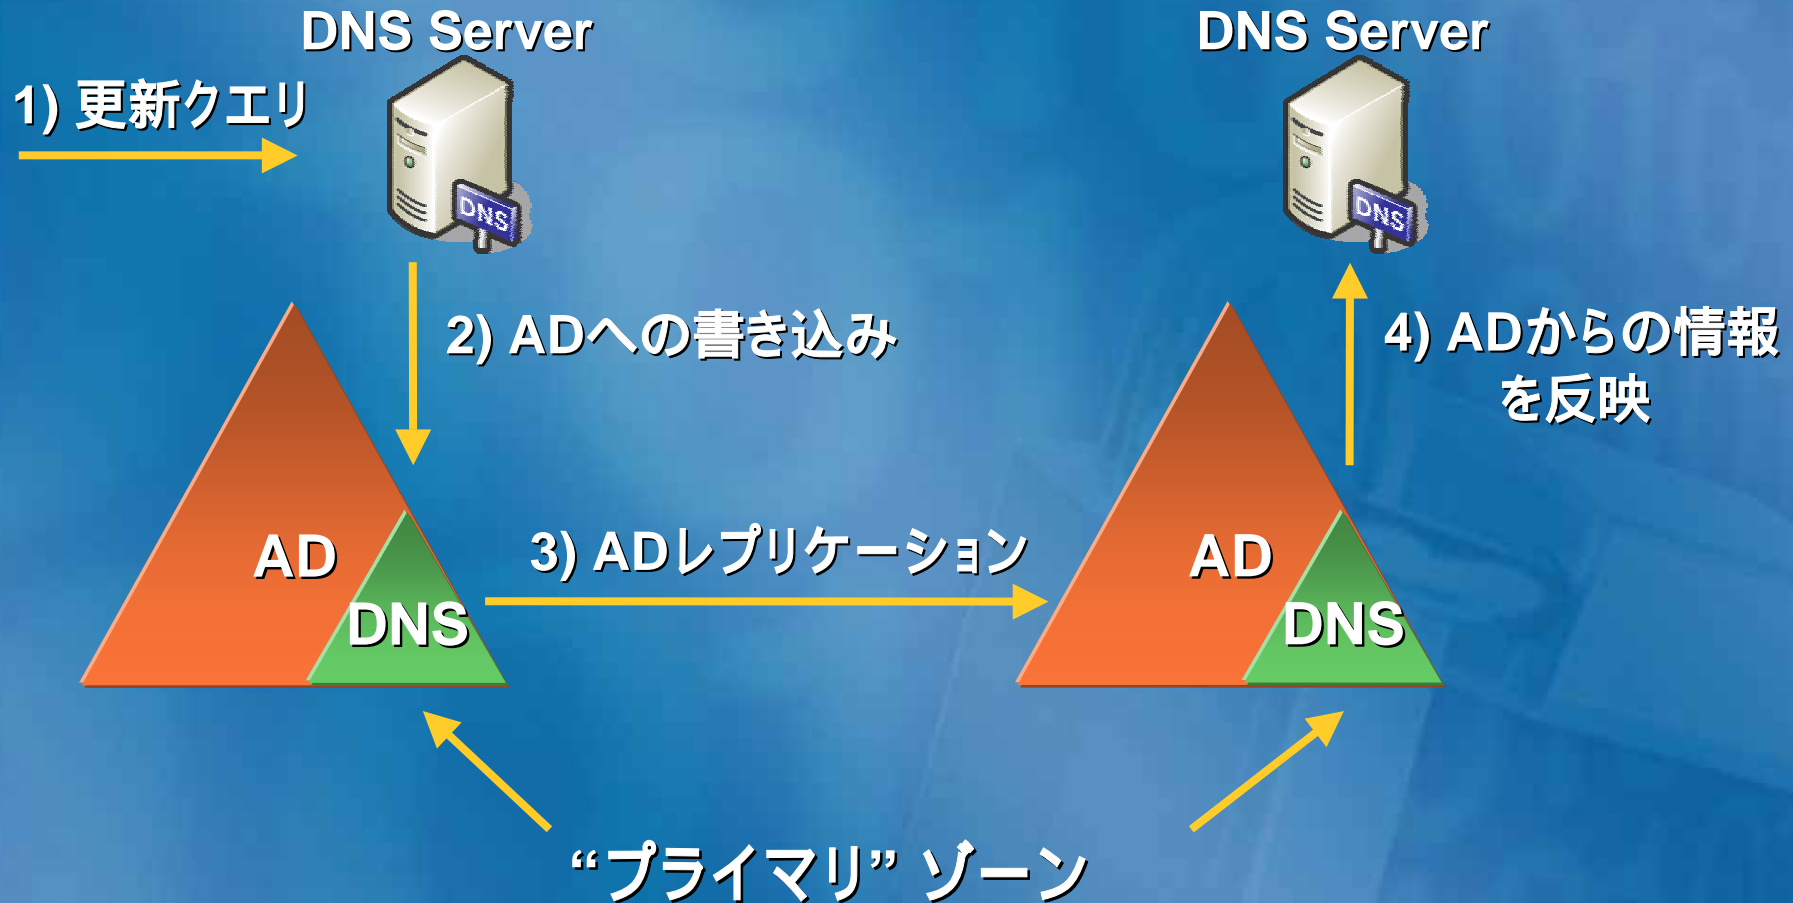 DNS Server
DNS Server
1) 更新クエリ
DNS
DNS
2) ADへの書き込み
4) ADからの情報
を反映
3) ADレプリケーション
AD
DNS
AD
DNS
“プライマリ” ゾーン